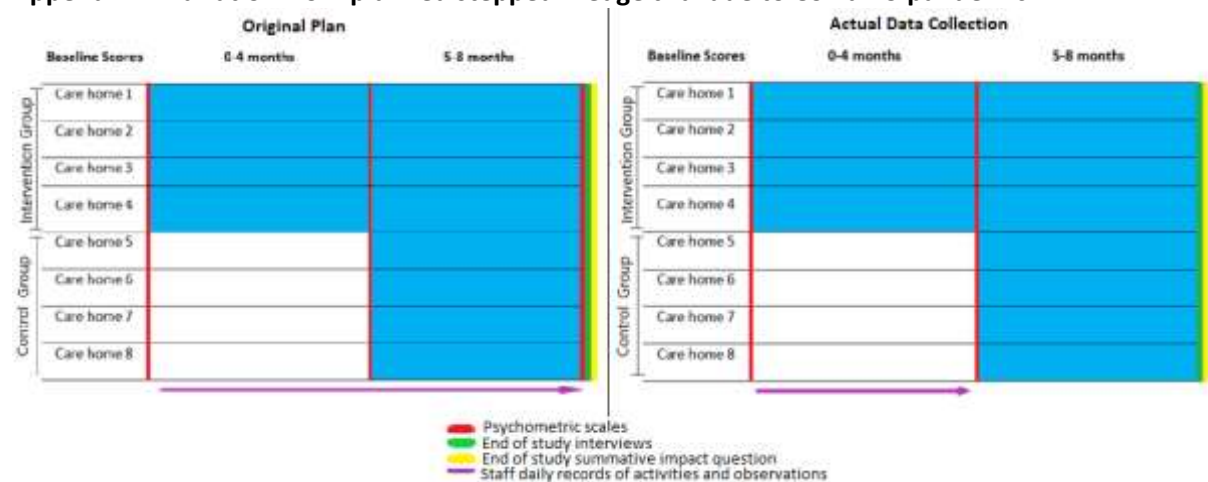 Original Plan
Baseline Scores 0-4 months 5-8 months
Intervention Group
Care home 1
Care home 2
Care home 3
Care home 4
Control Group
Care home 5
Care home 6
Care home 7
Care home 8
Actual Data Collection
Baseline Scores 0-4 months 5-8 months
Intervention Group
Care home 1
Care home 2
Care home 3
Care home 4
Control Group
Care home 5
Care home 6
Care home 7
Care home 8
Psychometric scales
End of study interviews
End of study summative impact question
Staff daily records of activities and observations